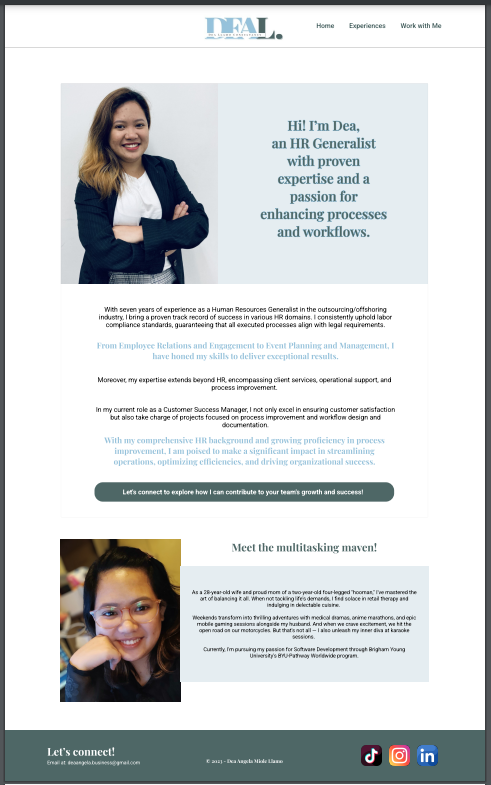 DEAL.
Home Experiences Work with Me
Hi! I'm Dea,
an HR Generalist
with proven
expertise and a
passion for
enhancing processes
and workflows.
With seven years of experience as a Human Resources Generalist in the outsourcing/offshoring
industry, I bring a proven track record of success in various HR domains. I consistently uphold labor
compliance standards, guaranteeing that all executed processes align with legal requirements.
From Employee Relations and Engagement to Event Planning and Management, I
have honed my skills to deliver exceptional results.
Moreover, my expertise extends beyond HR, encompassing client services, operational support, and
process improvement.
In my current role as a Customer Success Manager, I not only excel in ensuring customer satisfaction
but also take charge of projects focused on process improvement and workflow design and
documentation.
With my comprehensive HR background and growing proficiency in process
improvement, I am poised to make a significant impact in streamlining
operations, optimizing efficiencies, and driving organizational success.
Let's connect to explore how I can contribute to your team's growth and success!
Meet the multitasking maven!
As a 28-year-old wife and proud mom of a two-year-old four-legged "hooman," I've mastered the
art of balancing it all. When not tackling life's demands, I find solace in retail therapy and
indulging in delectable cuisine.
Weekends transform into thrilling adventures with medical dramas, anime marathons, and epic
mobile gaming sessions alongside my husband. And when we crave excitement, we hit the
open road on our motorcycles. But that's not all — I also unleash my inner diva at karaoke
sessions.
Currently, I'm pursuing my passion for Software Development through Brigham Young
University's BYU-Pathway Worldwide program.
Let's connect!
Email at: deaangela.business@gmail.com
© 2023 - Dea Angela Miole Llamo
in